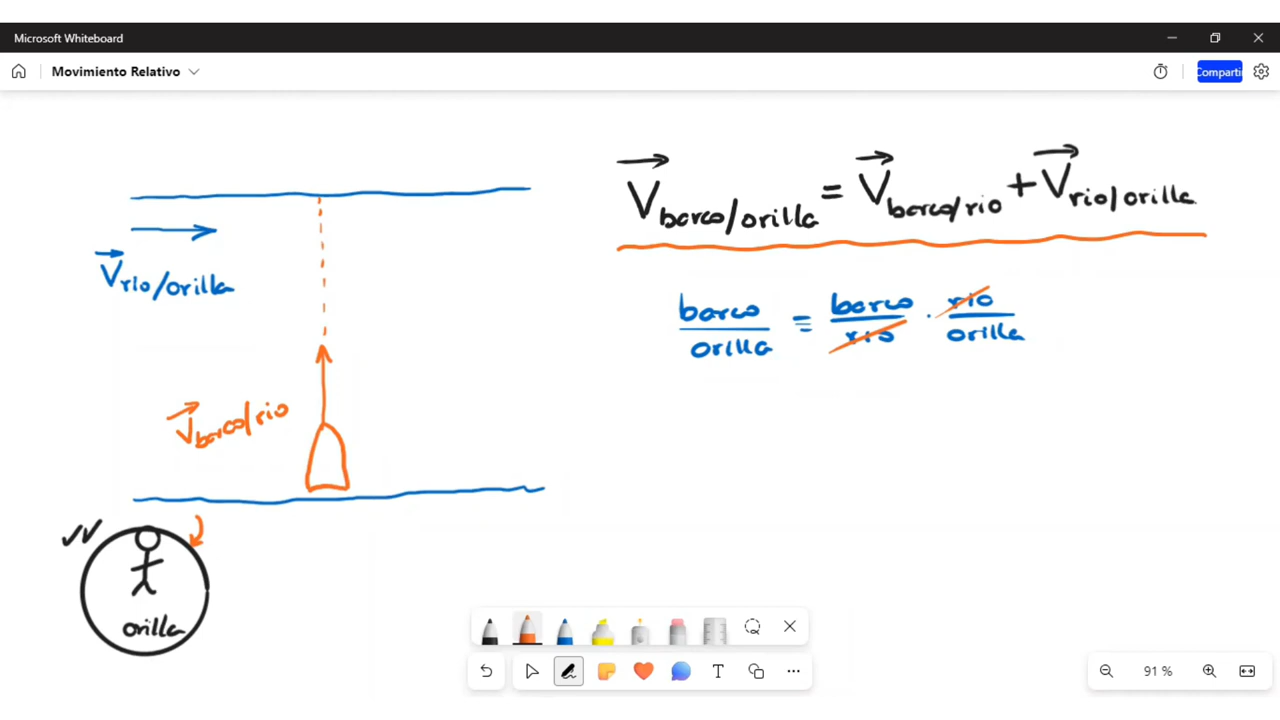 Microsoft Whiteboard
Movimiento Relativo
Comparti
V barco/orilla = V barco/rio + V rio/orilla
V rio/orilla
barco/orilla = barco/rio · rio/orilla
V barco/rio
orilla
T
91 %